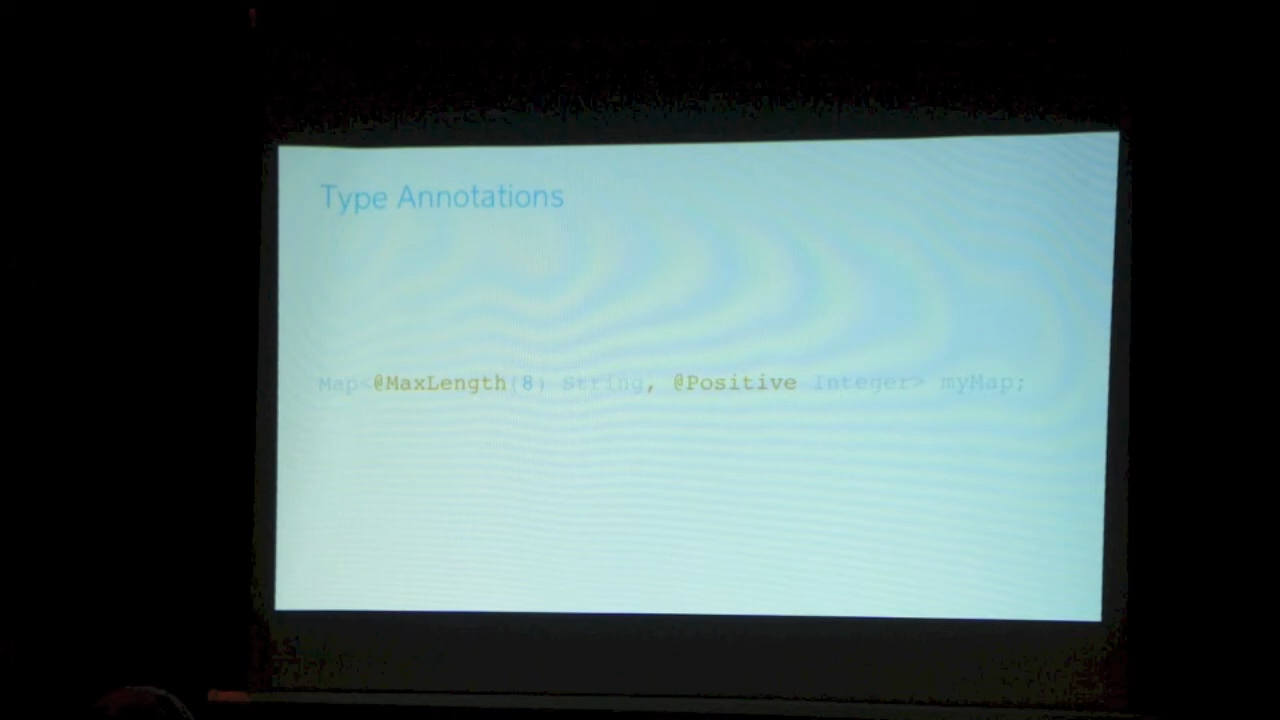 Type Annotations
Map<@MaxLength(8) String, @Positive Integer> myMap;